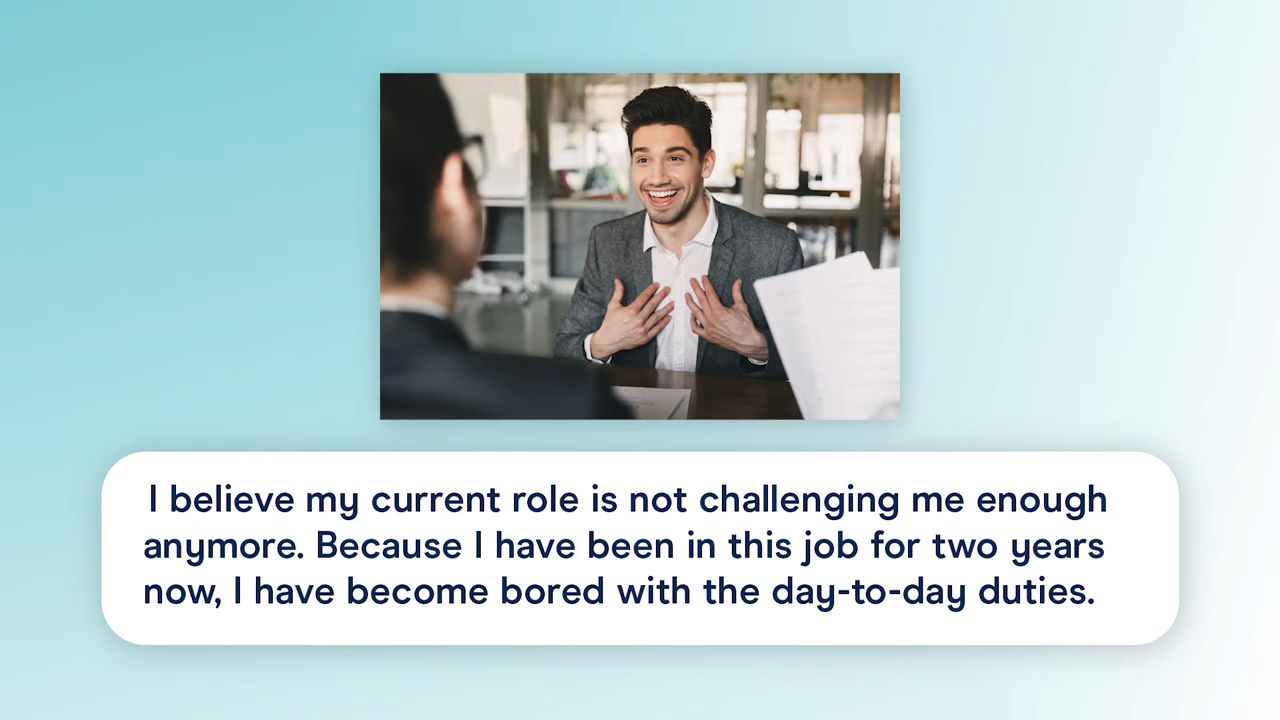 I believe my current role is not challenging me enough
anymore. Because I have been in this job for two years
now, I have become bored with the day-to-day duties.